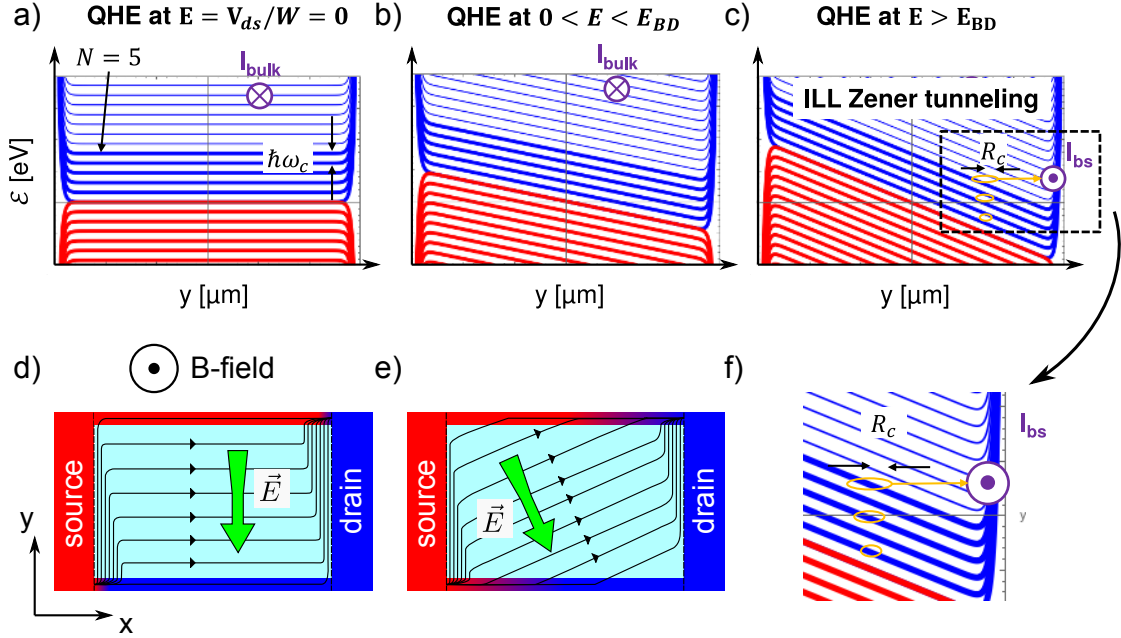 a) QHE at E = V_ds/W = 0
b) QHE at 0 < E < E_BD
c) QHE at E > E_BD
N = 5
I_bulk
ħω_c
ℰ [eV]
y [µm]
I_bulk
y [µm]
ILL Zener tunneling
R_c
I_bs
y [µm]
d)
B-field
e)
f)
source
E⃗
drain
source
E⃗
drain
y
x
R_c
I_bs
y